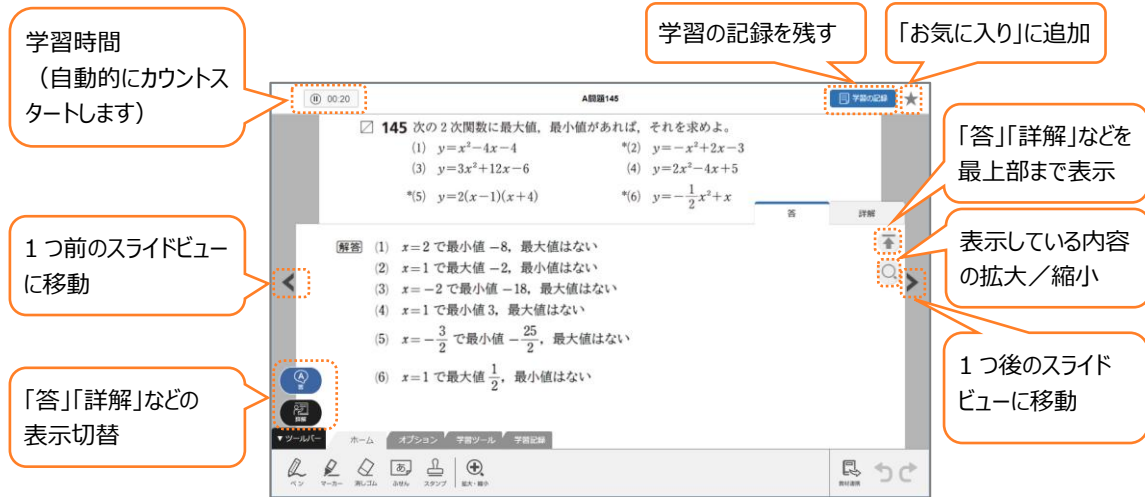 学習時間
（自動的にカウントス
タートします）
学習の記録を残す
「お気に入り」に追加
00:20
A問題145
学習の記録
145 次の2次関数に最大値，最小値があれば，それを求めよ。
(1) y=x²−4x−4
*(2) y=−x²+2x−3
(3) y=3x²+12x−6
(4) y=2x²−4x+5
*(5) y=2(x−1)(x+4)
*(6) y=−1/2x²+x
答
詳解
「答」「詳解」などを
最上部まで表示
1つ前のスライドビュー
に移動
解答 (1) x=2で最小値−8，最大値はない
(2) x=1で最大値−2，最小値はない
(3) x=−2で最小値−18，最大値はない
(4) x=1で最小値3，最大値はない
(5) x=−3/2で最小値−25/2，最大値はない
(6) x=1で最大値1/2，最小値はない
表示している内容
の拡大／縮小
1つ後のスライド
ビューに移動
「答」「詳解」などの
表示切替
A
答
詳解
▼ツールバー
ホーム
オプション
学習ツール
学習記録
ペン
マーカー
消しゴム
あ
ふせん
スタンプ
拡大・縮小
教材連携